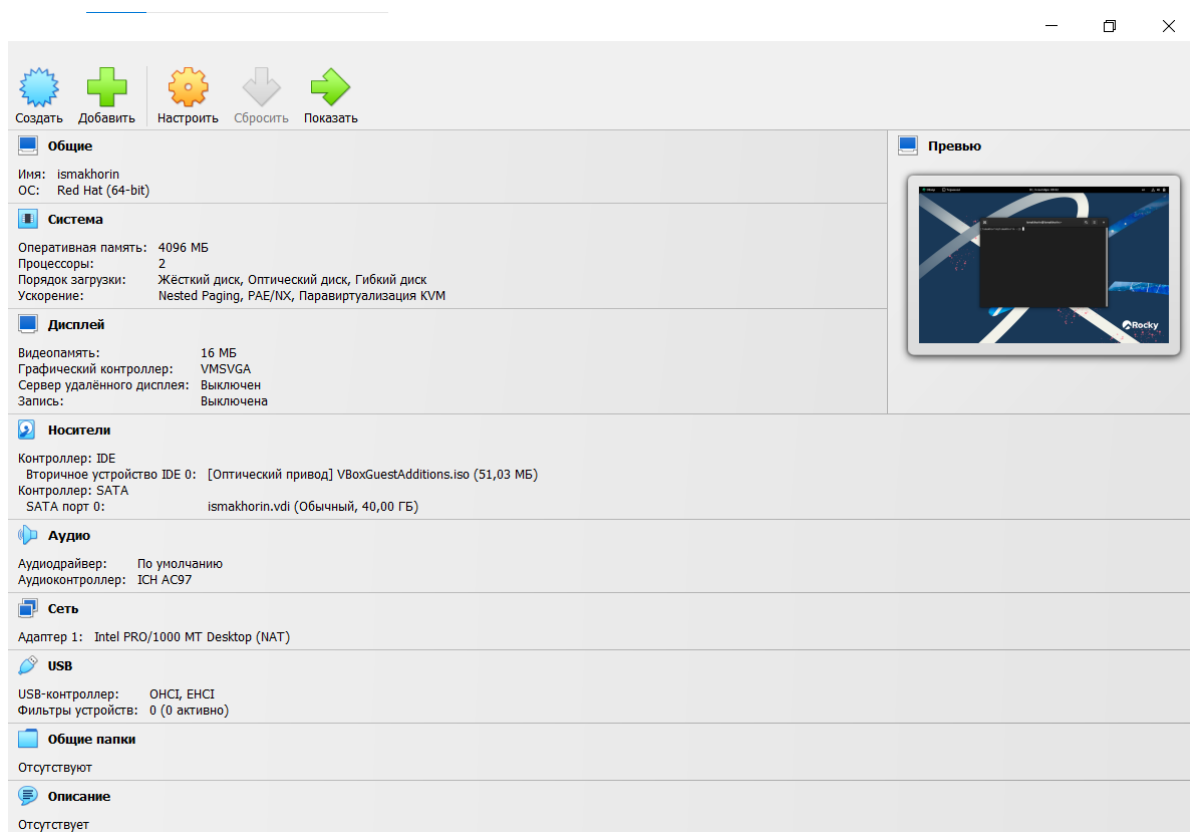 Создать Добавить Настроить Сбросить Показать
Общие
Имя: ismakhorin
ОС: Red Hat (64-bit)
Система
Оперативная память: 4096 МБ
Процессоры: 2
Порядок загрузки: Жёсткий диск, Оптический диск, Гибкий диск
Ускорение: Nested Paging, PAE/NX, Паравиртуализация KVM
Дисплей
Видеопамять: 16 МБ
Графический контроллер: VMSVGA
Сервер удалённого дисплея: Выключен
Запись: Выключена
Превью
Rocky
Носители
Контроллер: IDE
Вторичное устройство IDE 0: [Оптический привод] VBoxGuestAdditions.iso (51,03 МБ)
Контроллер: SATA
SATA порт 0: ismakhorin.vdi (Обычный, 40,00 ГБ)
Аудио
Аудиодрайвер: По умолчанию
Аудиоконтроллер: ICH AC97
Сеть
Адаптер 1: Intel PRO/1000 MT Desktop (NAT)
USB
USB-контроллер: OHCI, EHCI
Фильтры устройств: 0 (0 активно)
Общие папки
Отсутствуют
Описание
Отсутствует